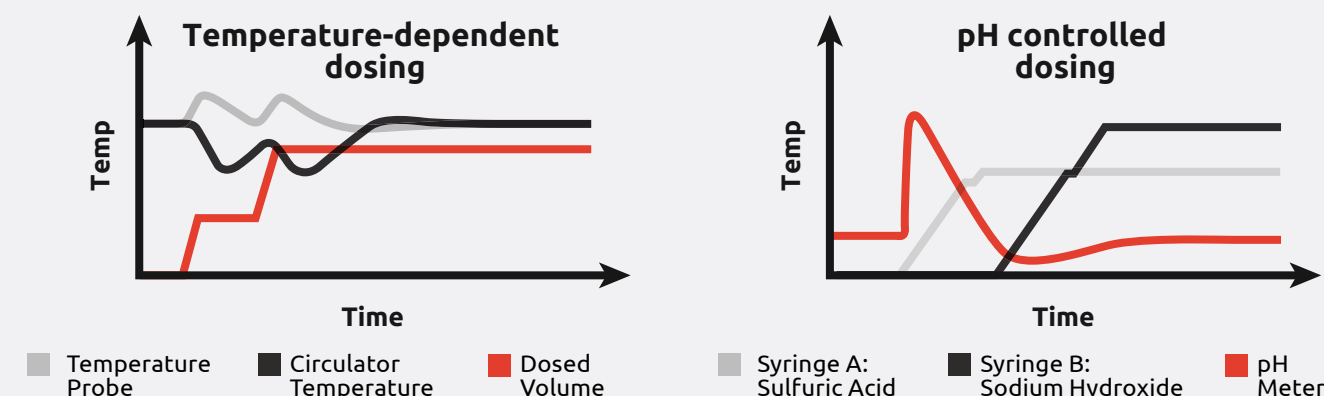 Temperature-dependent
dosing
Temp
Time
Temperature
Probe
Circulator
Temperature
Dosed
Volume
pH controlled
dosing
Temp
Time
Syringe A:
Sulfuric Acid
Syringe B:
Sodium Hydroxide
pH
Meter